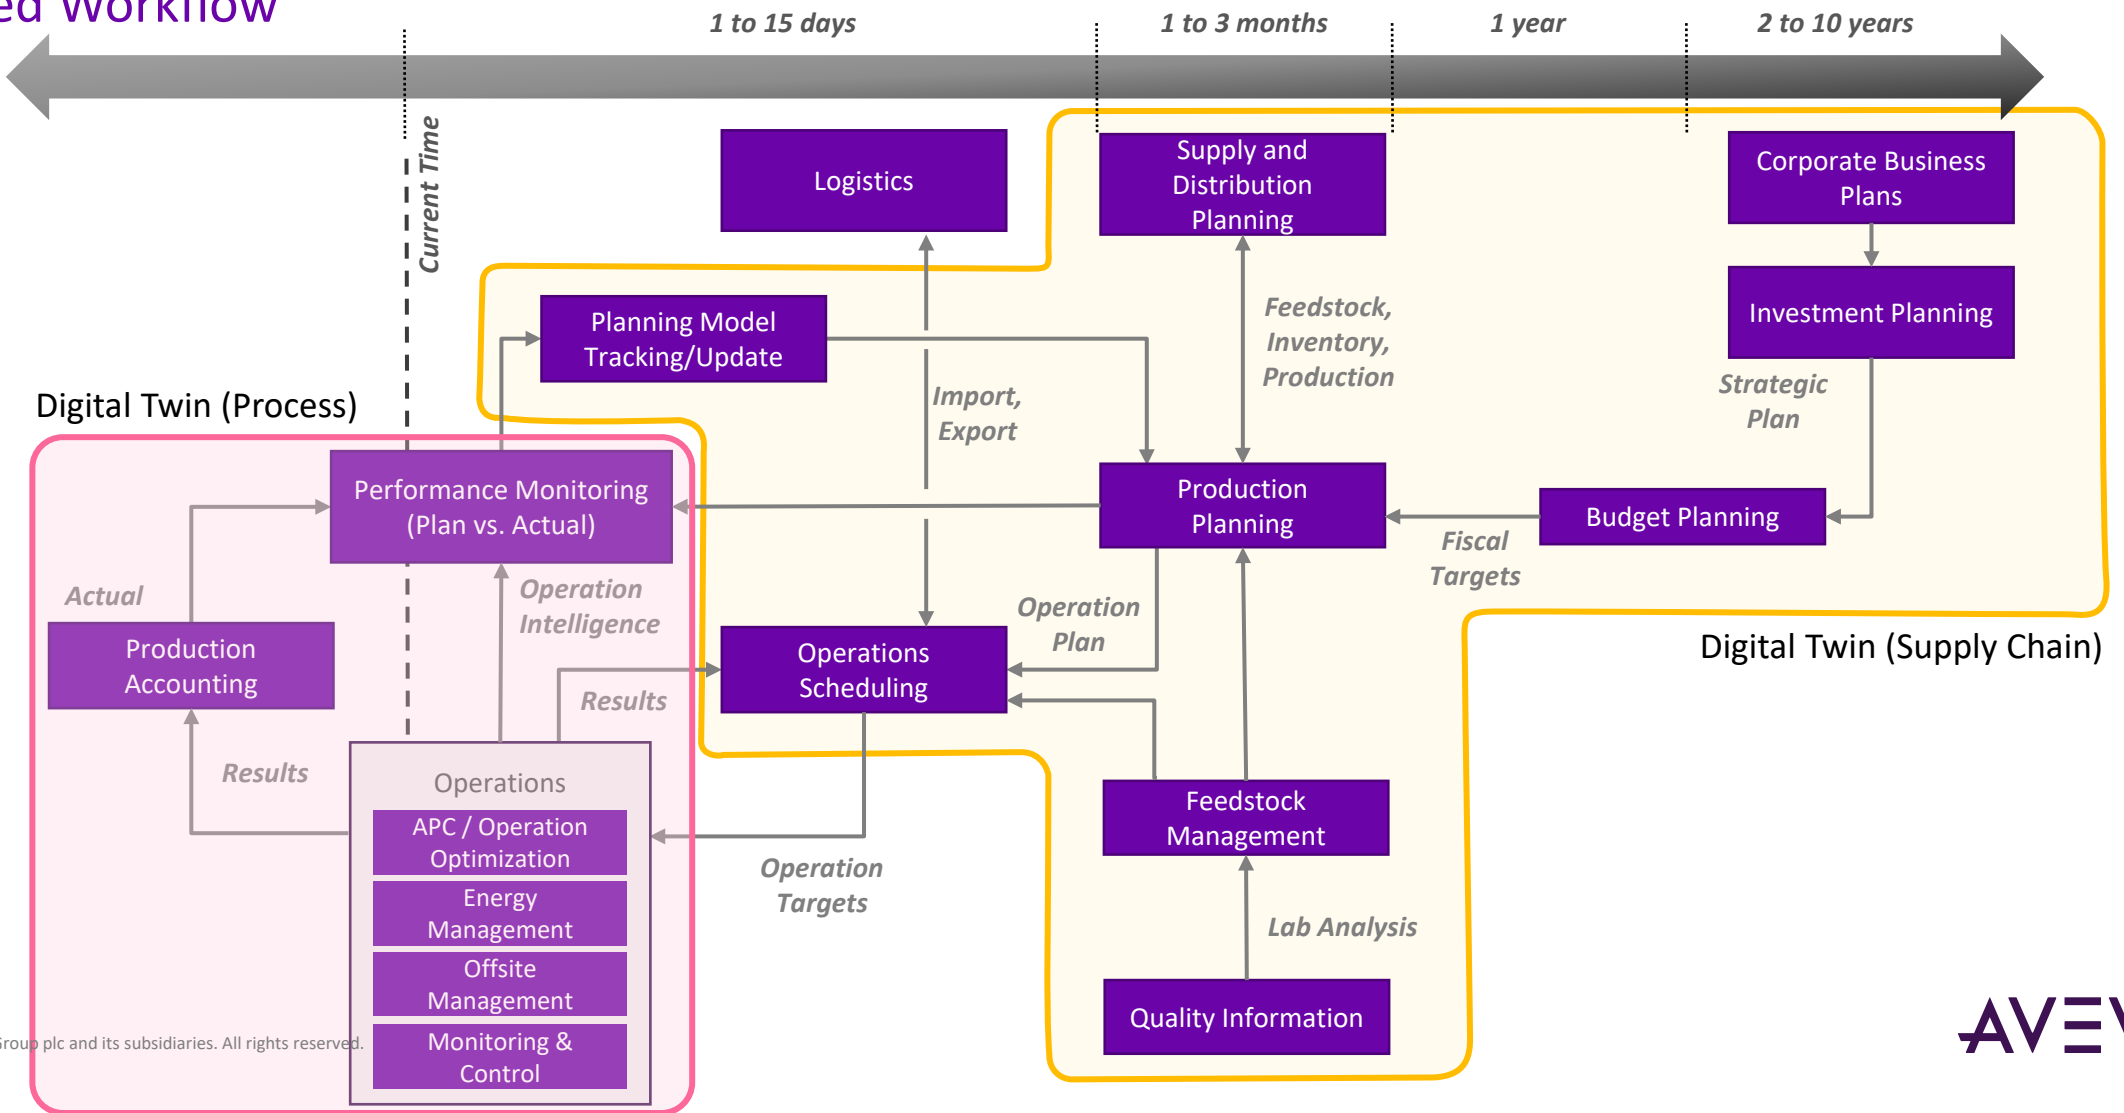 ed Workflow
1 to 15 days
1 to 3 months
1 year
2 to 10 years
Current Time
Logistics
Supply and
Distribution
Planning
Corporate Business
Plans
Planning Model
Tracking/Update
Feedstock,
Inventory,
Production
Investment Planning
Import,
Export
Strategic
Plan
Digital Twin (Process)
Performance Monitoring
(Plan vs. Actual)
Production
Planning
Budget Planning
Fiscal
Targets
Actual
Operation
Intelligence
Operation
Plan
Production
Accounting
Operations
Scheduling
Digital Twin (Supply Chain)
Results
Results
Operations
APC / Operation
Optimization
Energy
Management
Offsite
Management
Monitoring &
Control
Operation
Targets
Feedstock
Management
Lab Analysis
Quality Information
Group plc and its subsidiaries. All rights reserved.
AVEV